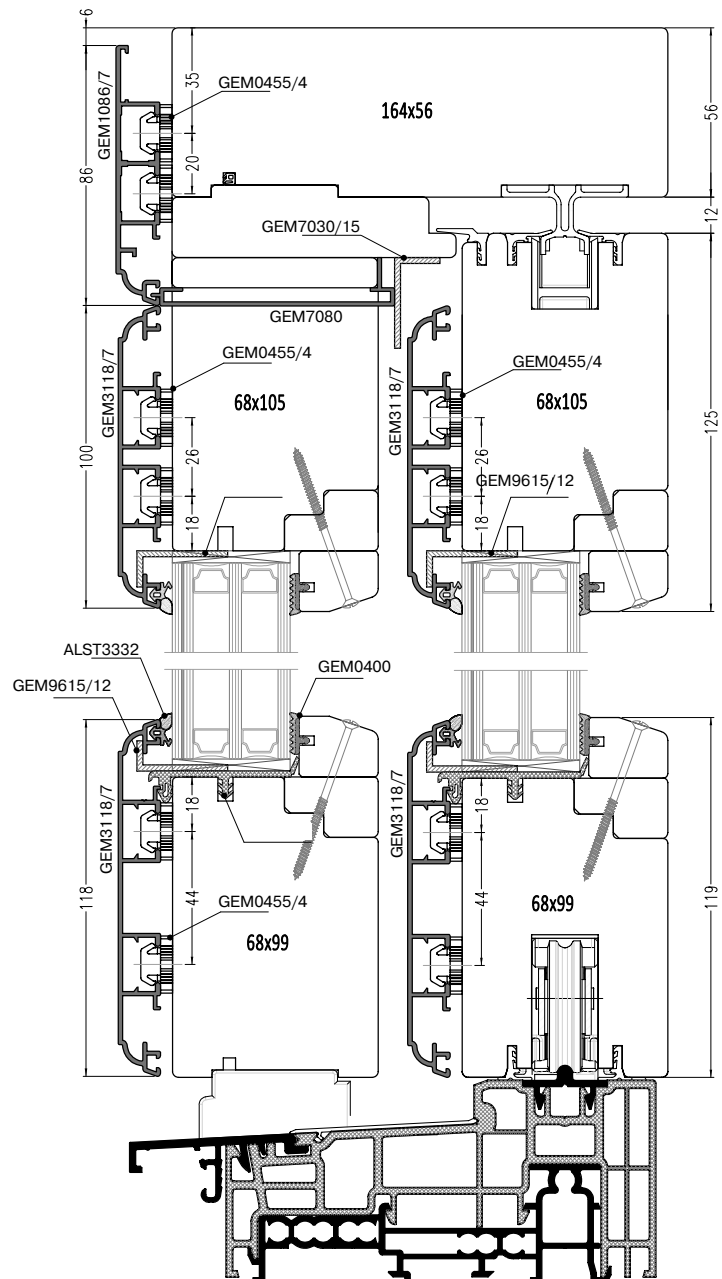 6
35
GEM0455/4
GEM1086/7
164x56
56
20
86
12
GEM7030/15
GEM7080
GEM0455/4
GEM3118/7
68x105
GEM3118/7
GEM0455/4
68x105
100
125
26
26
GEM9615/12
18
18
ALST3332
GEM0400
GEM9615/12
GEM3118/7
18
GEM3118/7
18
118
44
44
119
GEM0455/4
68x99
68x99